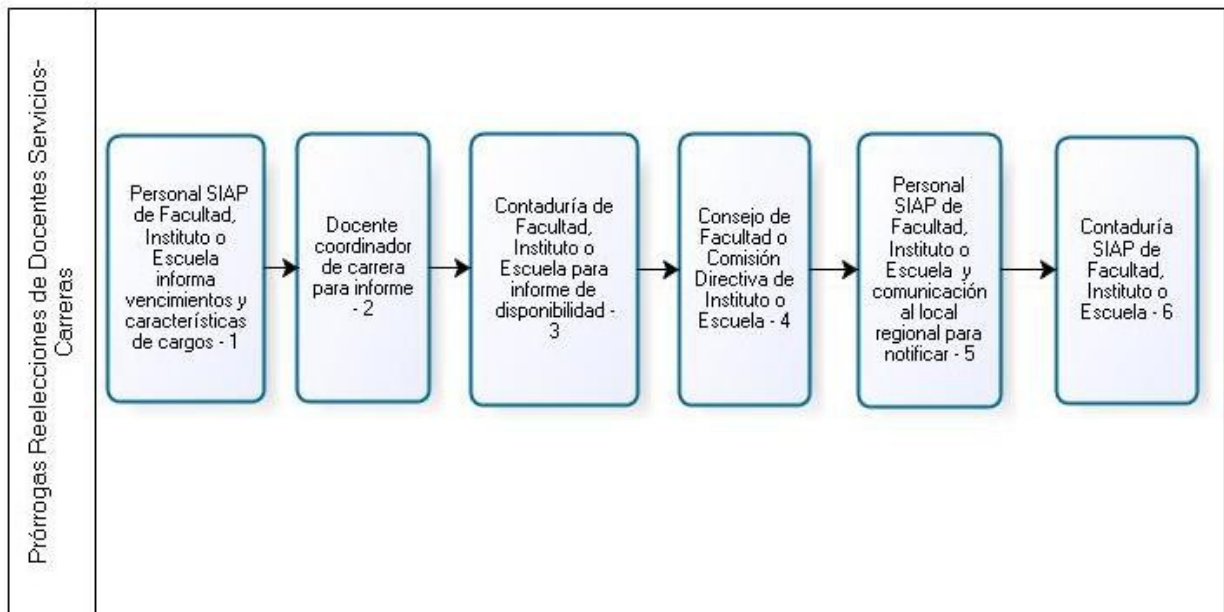 Prórrogas Reelecciones de Docentes Servicios-
Carreras
Personal SIAP
de Facultad,
Instituto o
Escuela
informa
vencimientos y
características
de cargos - 1
Docente
coordinador
de carrera
para informe
- 2
Contaduría de
Facultad,
Instituto o
Escuela para
informe de
disponibilidad -
3
Consejo de
Facultad o
Comisión
Directiva de
Instituto o
Escuela - 4
Personal
SIAP de
Facultad,
Instituto o
Escuela y
comunicación
al local
regional para
notificar - 5
Contaduría
SIAP de
Facultad,
Instituto o
Escuela - 6